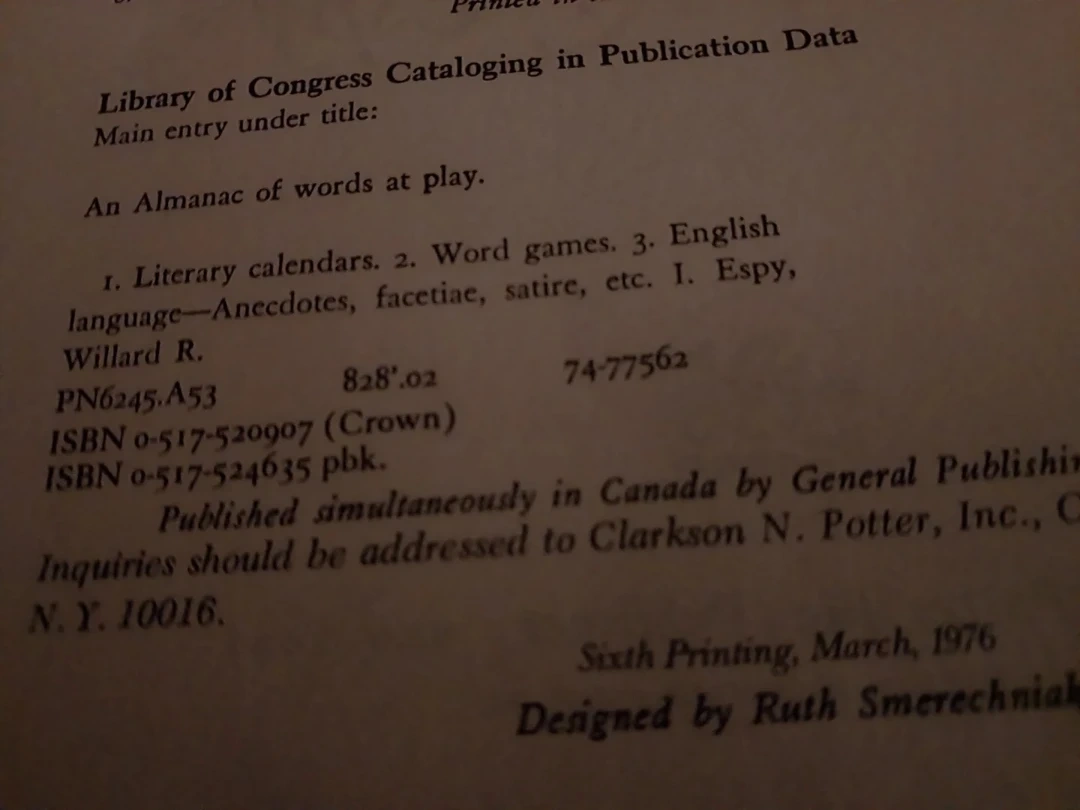 Printed in
Library of Congress Cataloging in Publication Data
Main entry under title:
An Almanac of words at play.
1. Literary calendars. 2. Word games. 3. English
language—Anecdotes, facetiae, satire, etc. I. Espy,
Willard R.
PN6245.A53 828'.02 74-77562
ISBN 0-517-520907 (Crown)
ISBN 0-517-524635 pbk.
Published simultaneously in Canada by General
Inquiries should be addressed to Clarkson N. Potter, Inc.,
N. Y. 10016.
Sixth Printing, March, 1976
Designed by Ruth Smerechniak